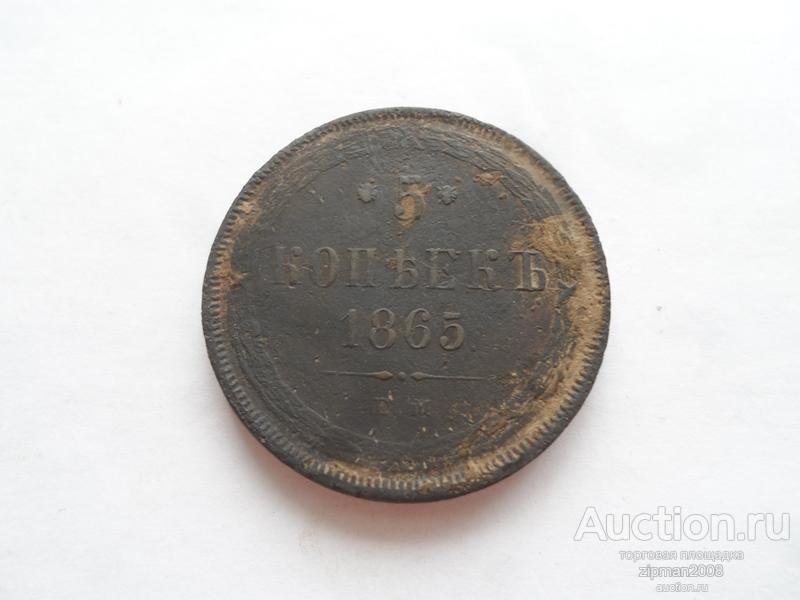 * 5 *
КОПѢЕКЪ
1865
Е.М.
Auction.ru
торговая площадка
zipman2008
auction.ru